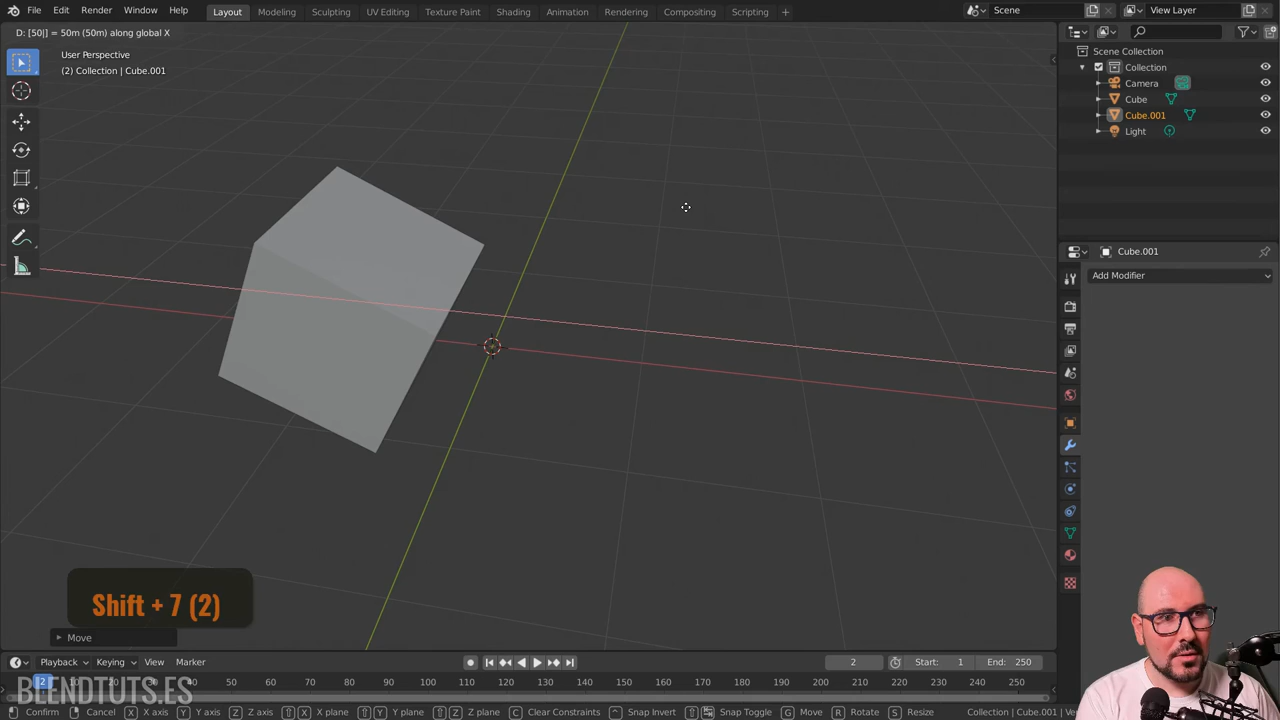 File Edit Render Window Help Layout Modeling Sculpting UV Editing Texture Paint Shading Animation Rendering Compositing Scripting + Scene View Layer
D: [50|] = 50m (50m) along global X
User Perspective
(2) Collection | Cube.001
Scene Collection
Collection
Camera
Cube
Cube.001
Light
Cube.001
Add Modifier
Shift + 7 (2)
Move
Playback Keying View Marker 2 Start: 1 End: 250
2 10 20 30 40 50 60 70 80 90 100 110 120 130 140 150 160 170 180 190 200 210 220 230 240 250
BLENDTUTS.ES
Confirm Cancel X X axis Y Y axis Z Z axis X X plane Y Y plane Z Z plane C Clear Constraints Snap Invert Snap Toggle G Move R Rotate S Resize Collection | Cube.001